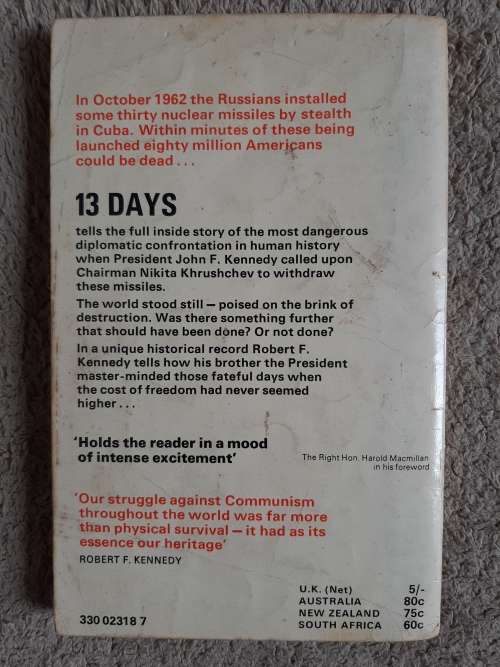 In October 1962 the Russians installed
some thirty nuclear missiles by stealth
in Cuba. Within minutes of these being
launched eighty million Americans
could be dead . . .
13 DAYS
tells the full inside story of the most dangerous
diplomatic confrontation in human history
when President John F. Kennedy called upon
Chairman Nikita Khrushchev to withdraw
these missiles.
The world stood still – poised on the brink of
destruction. Was there something further
that should have been done? Or not done?
In a unique historical record Robert F.
Kennedy tells how his brother the President
master-minded those fateful days when
the cost of freedom had never seemed
higher . . .
'Holds the reader in a mood
of intense excitement'
The Right Hon. Harold Macmillan
in his foreword
'Our struggle against Communism
throughout the world was far more
than physical survival – it had as its
essence our heritage'
ROBERT F. KENNEDY
U.K. (Net) 5/-
AUSTRALIA 80c
NEW ZEALAND 75c
SOUTH AFRICA 60c
330 02318 7